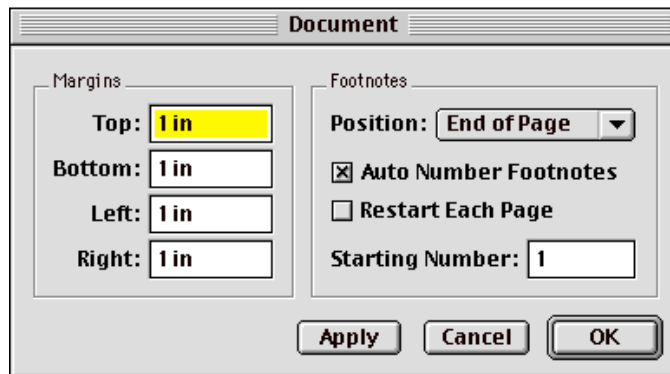 Document
Margins
Top: 1 in
Bottom: 1 in
Left: 1 in
Right: 1 in
Footnotes
Position: End of Page
Auto Number Footnotes
Restart Each Page
Starting Number: 1
Apply Cancel OK